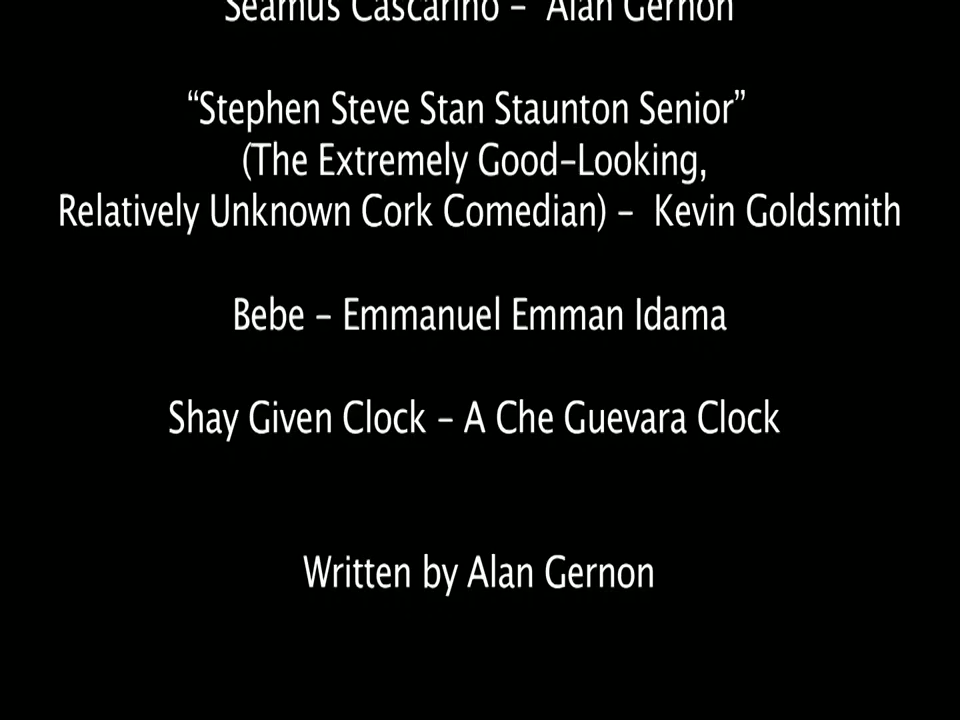 Seamus Cascarino - Alan Gernon
“Stephen Steve Stan Staunton Senior”
(The Extremely Good-Looking,
Relatively Unknown Cork Comedian) - Kevin Goldsmith
Bebe - Emmanuel Emman Idama
Shay Given Clock - A Che Guevara Clock
Written by Alan Gernon